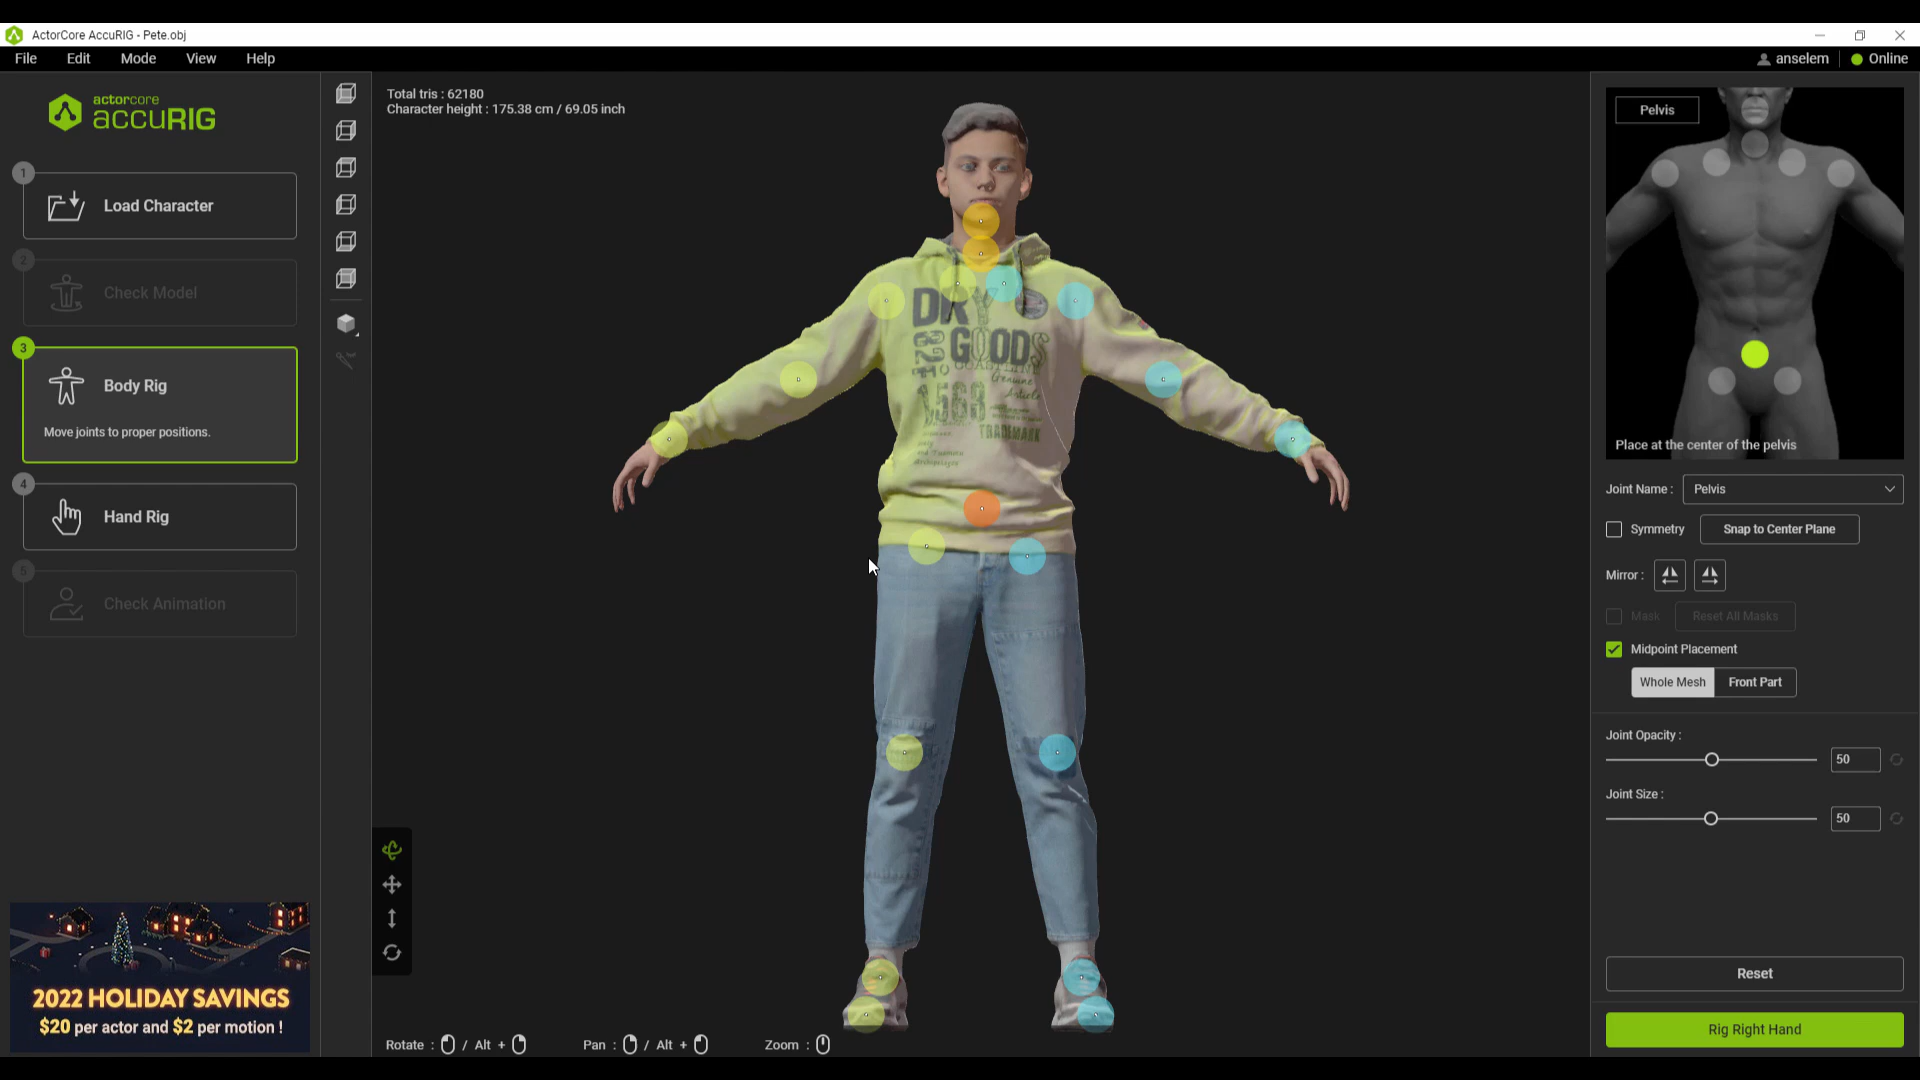 ActorCore AccuRIG - Pete.obj
File Edit Mode View Help
anselem Online
actorcore
accuRIG
1
Load Character
2
Check Model
3
Body Rig
Move joints to proper positions.
4
Hand Rig
5
Check Animation
2022 HOLIDAY SAVINGS
$20 per actor and $2 per motion !
Total tris : 62180
Character height : 175.38 cm / 69.05 inch
DRY
GOODS
COASTLINE
Genuine
Article
1588
TRADEMARK
Rotate : / Alt + Pan : / Alt + Zoom :
Pelvis
Place at the center of the pelvis
Joint Name : Pelvis
Symmetry Snap to Center Plane
Mirror :
Mask Reset All Masks
Midpoint Placement
Whole Mesh Front Part
Joint Opacity :
50
Joint Size :
50
Reset
Rig Right Hand